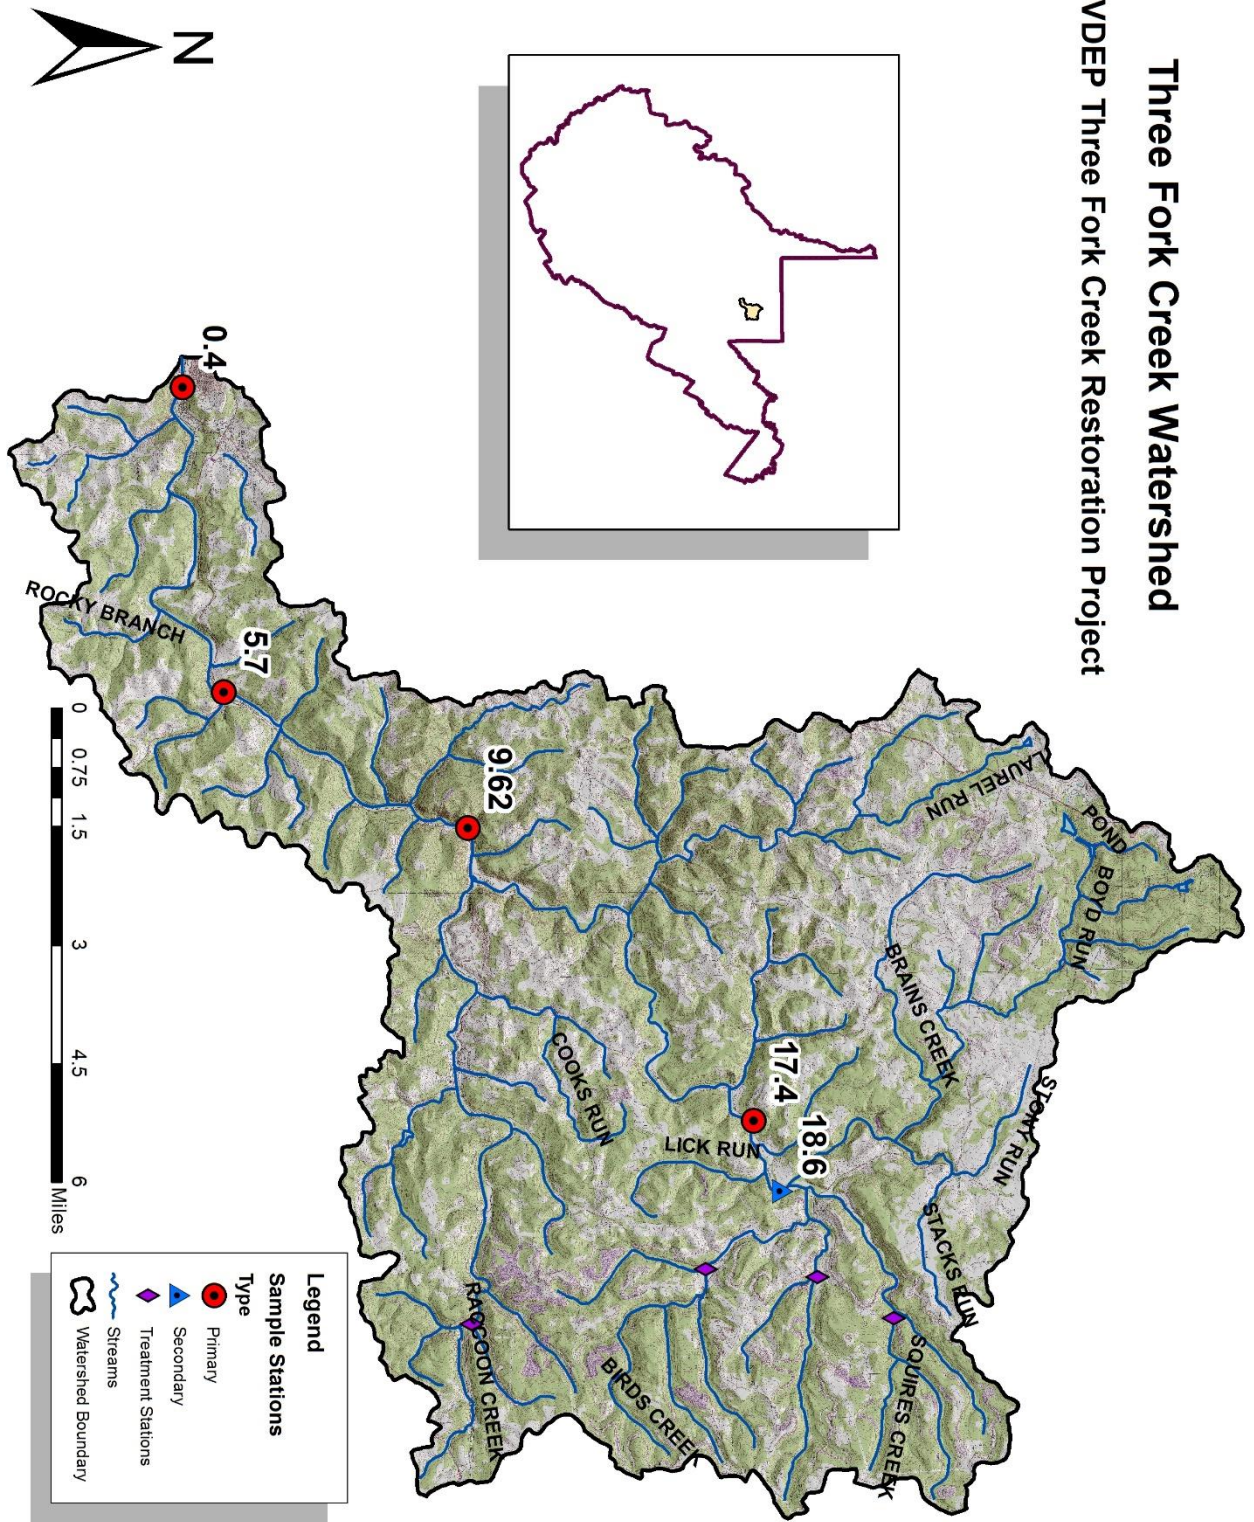 Three Fork Creek Watershed
VDEP Three Fork Creek Restoration Project
N
LAUREL RUN
POND
BOYD RUN
BRAINS CREEK
STONY RUN
STACKS RUN
SQUIRES CREEK
17.4
18.6
LICK RUN
COOKS RUN
BIRDS CREEK
RACCOON CREEK
9.62
5.7
0.4
ROCKY BRANCH
0 0.75 1.5 3 4.5 6
Miles
Legend
Sample Stations
Type
Primary
Secondary
Treatment Stations
Streams
Watershed Boundary